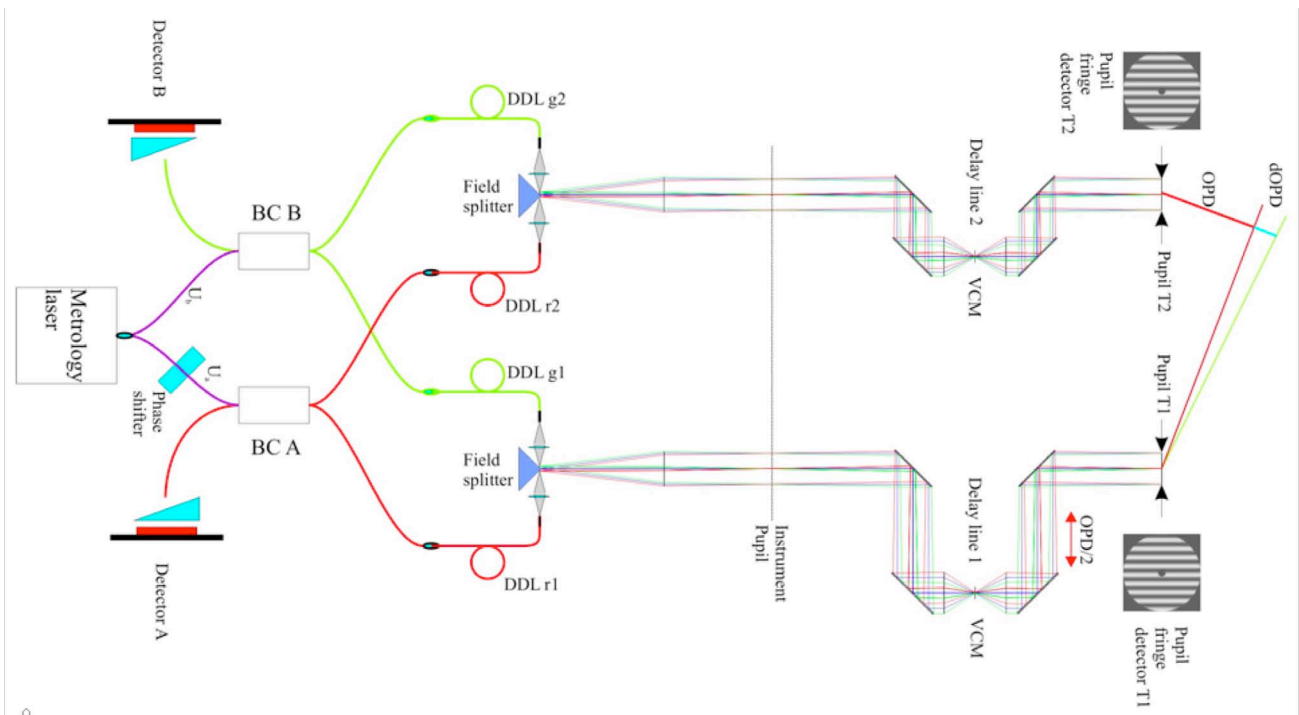 Detector B
DDL g2
Field
splitter
BC B
DDL r2
U_b
Metrology
laser
U_a
Phase
shifter
BC A
DDL g1
Field
splitter
DDL r1
Detector A
Instrument
Pupil
Delay line 2
VCM
Delay line 1
VCM
OPD/2
Pupil
fringe
detector T2
Pupil T2
OPD
dOPD
Pupil T1
Pupil
fringe
detector T1